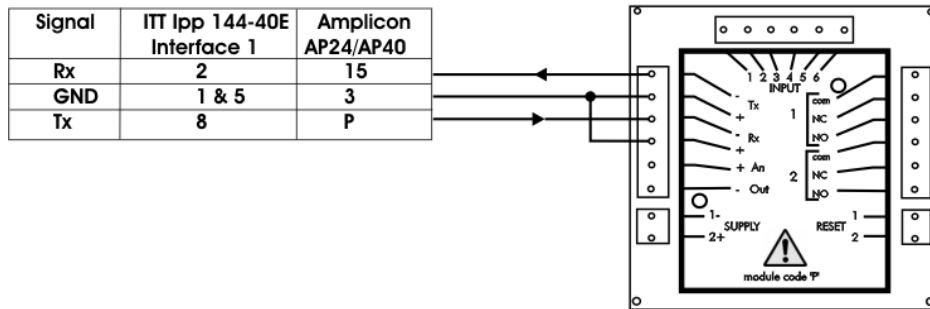 Signal ITT Ipp 144-40E Interface 1 Amplicon AP24/AP40
Rx 2 15
GND 1 & 5 3
Tx 8 P
1 2 3 4 5 6
INPUT
- Tx
+
- Rx
+
+ An
- Out
1 com
NC
NO
2 com
NC
NO
1-
SUPPLY
2+
RESET 1
2
!
module code 'P'